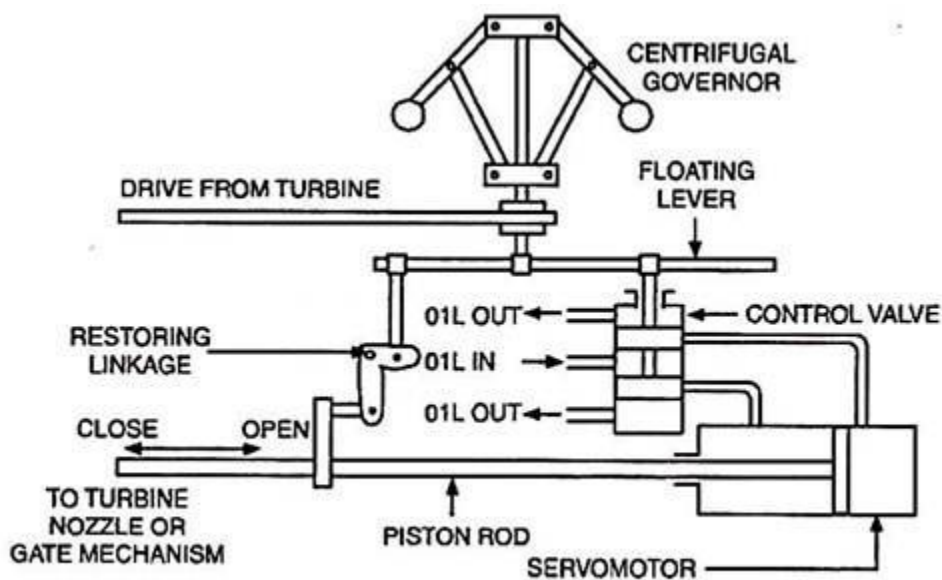 CENTRIFUGAL
GOVERNOR
DRIVE FROM TURBINE
FLOATING
LEVER
01L OUT
CONTROL VALVE
RESTORING
LINKAGE
01L IN
01L OUT
CLOSE
OPEN
TO TURBINE
NOZZLE OR
GATE MECHANISM
PISTON ROD
SERVOMOTOR